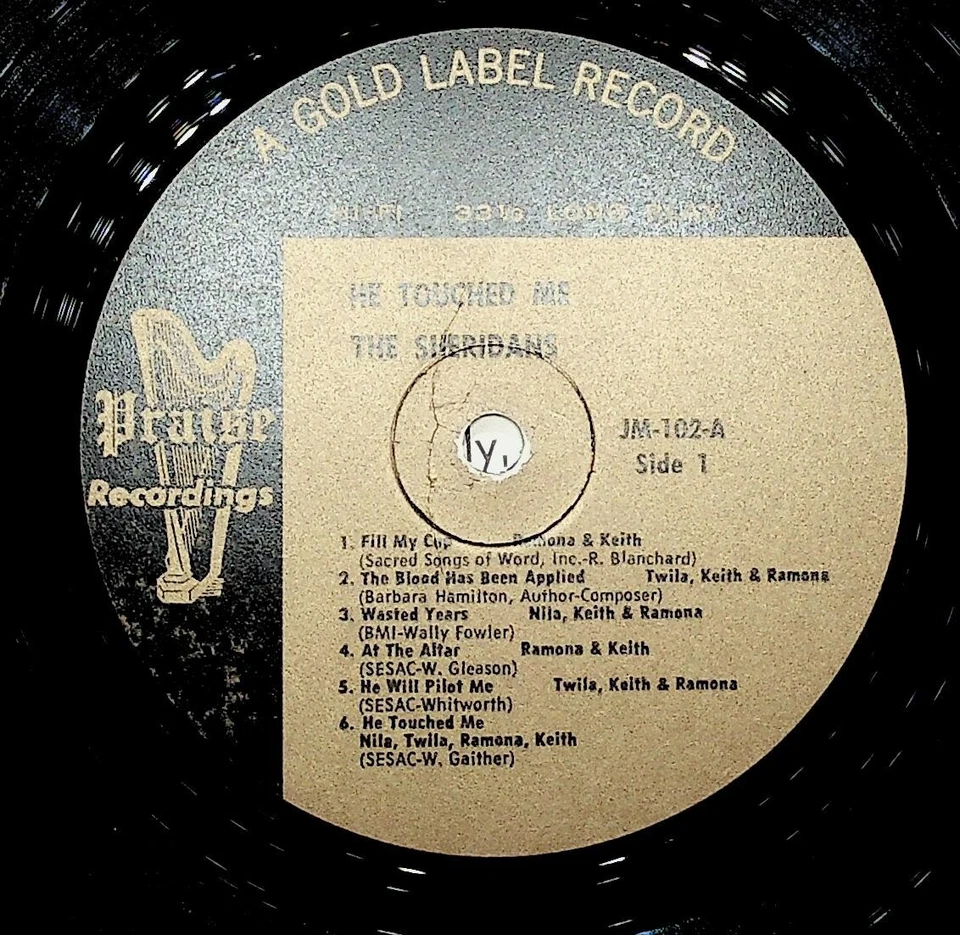 A GOLD LABEL RECORD
HI-FI 33⅓ LONG PLAY
HE TOUCHED ME
THE SHERIDANS
Praise
Recordings
JM-102-A
Side 1
ly,
1. Fill My Cup Ramona & Keith
(Sacred Songs of Word, Inc.-R. Blanchard)
2. The Blood Has Been Applied Twila, Keith & Ramona
(Barbara Hamilton, Author-Composer)
3. Wasted Years Nila, Keith & Ramona
(BMI-Wally Fowler)
4. At The Altar Ramona & Keith
(SESAC-W. Gleason)
5. He Will Pilot Me Twila, Keith & Ramona
(SESAC-Whitworth)
6. He Touched Me
Nila, Twila, Ramona, Keith
(SESAC-W. Gaither)